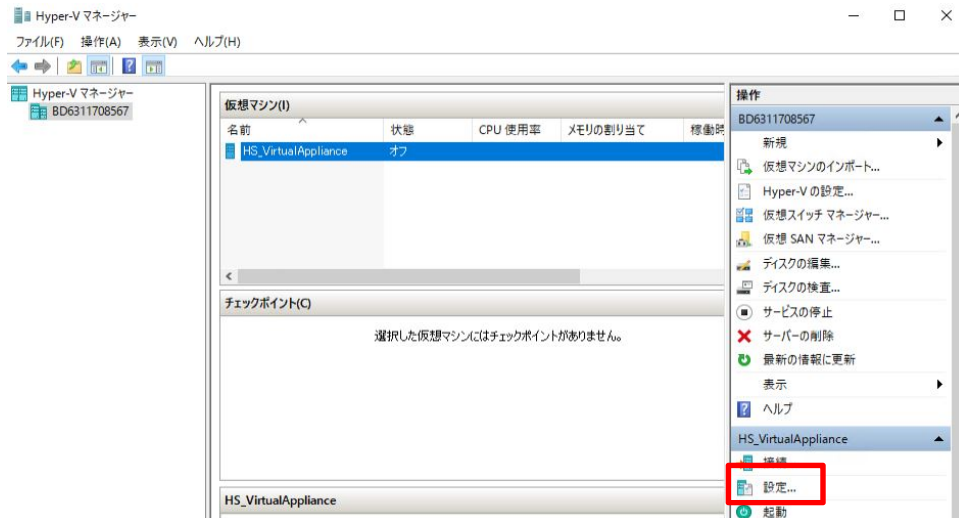 Hyper-V マネージャー
ファイル(F) 操作(A) 表示(V) ヘルプ(H)
Hyper-V マネージャー
BD6311708567
仮想マシン(I)
名前 状態 CPU 使用率 メモリの割り当て 稼働時
HS_VirtualAppliance オフ
チェックポイント(C)
選択した仮想マシンにはチェックポイントがありません。
HS_VirtualAppliance
操作
BD6311708567
新規
仮想マシンのインポート...
Hyper-V の設定...
仮想スイッチ マネージャー...
仮想 SAN マネージャー...
ディスクの編集...
ディスクの検査...
サービスの停止
サーバーの削除
最新の情報に更新
表示
ヘルプ
HS_VirtualAppliance
接続...
設定...
起動